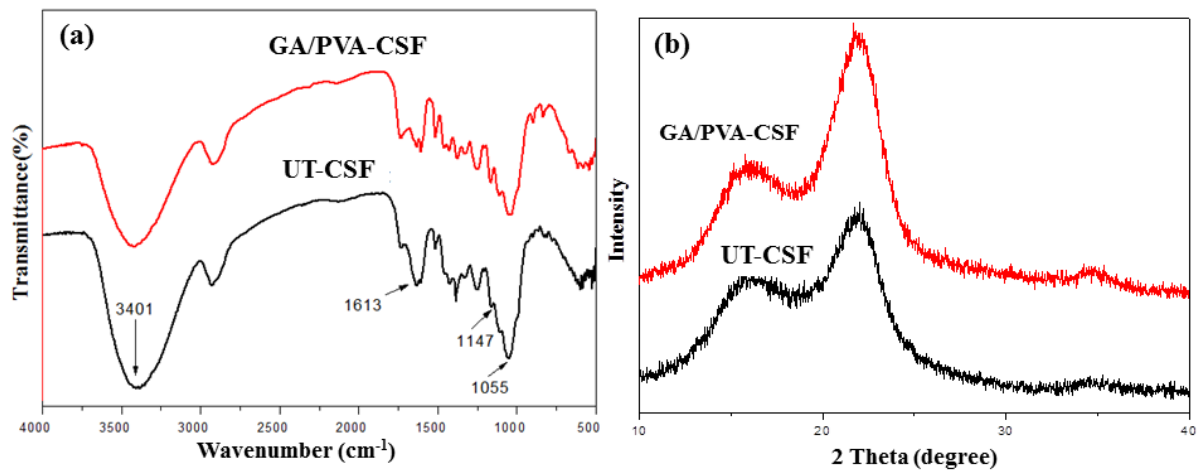 (a)
GA/PVA-CSF
UT-CSF
3401
1613
1147
1055
Transmittance(%)
4000 3500 3000 2500 2000 1500 1000 500
Wavenumber (cm-1)
(b)
GA/PVA-CSF
UT-CSF
Intensity
10 20 30 40
2 Theta (degree)